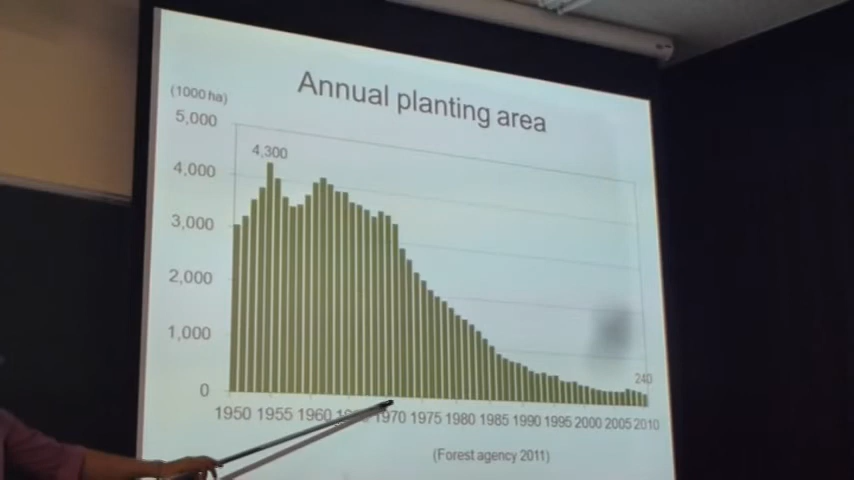 Annual planting area
(1000 ha)
5,000
4,300
4,000
3,000
2,000
1,000
240
0
1950 1955 1960 1970 1975 1980 1985 1990 1995 2000 2005 2010
(Forest agency 2011)